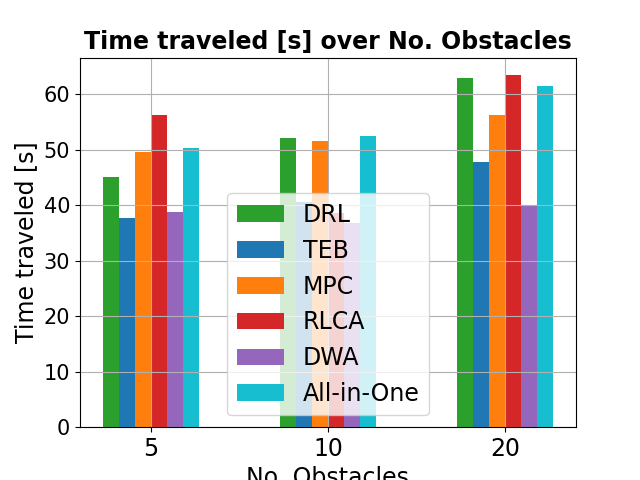 Time traveled [s] over No. Obstacles
Time traveled [s]
60
50
40
30
20
10
0
DRL
TEB
MPC
RLCA
DWA
All-in-One
5
10
20
No. Obstacles